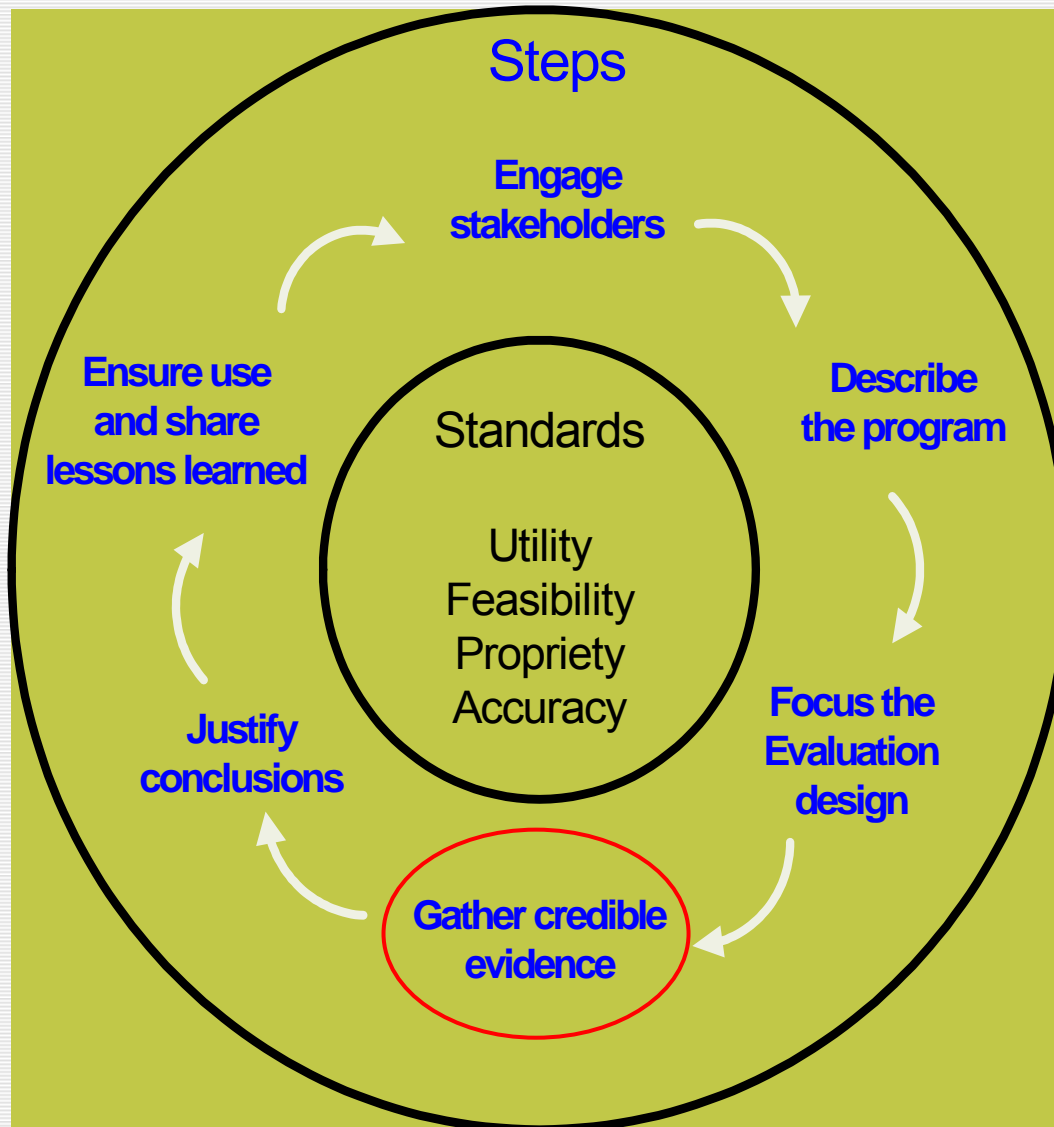 Steps
Engage
stakeholders
Describe
the program
Focus the
Evaluation
design
Gather credible
evidence
Justify
conclusions
Ensure use
and share
lessons learned
Standards
Utility
Feasibility
Propriety
Accuracy